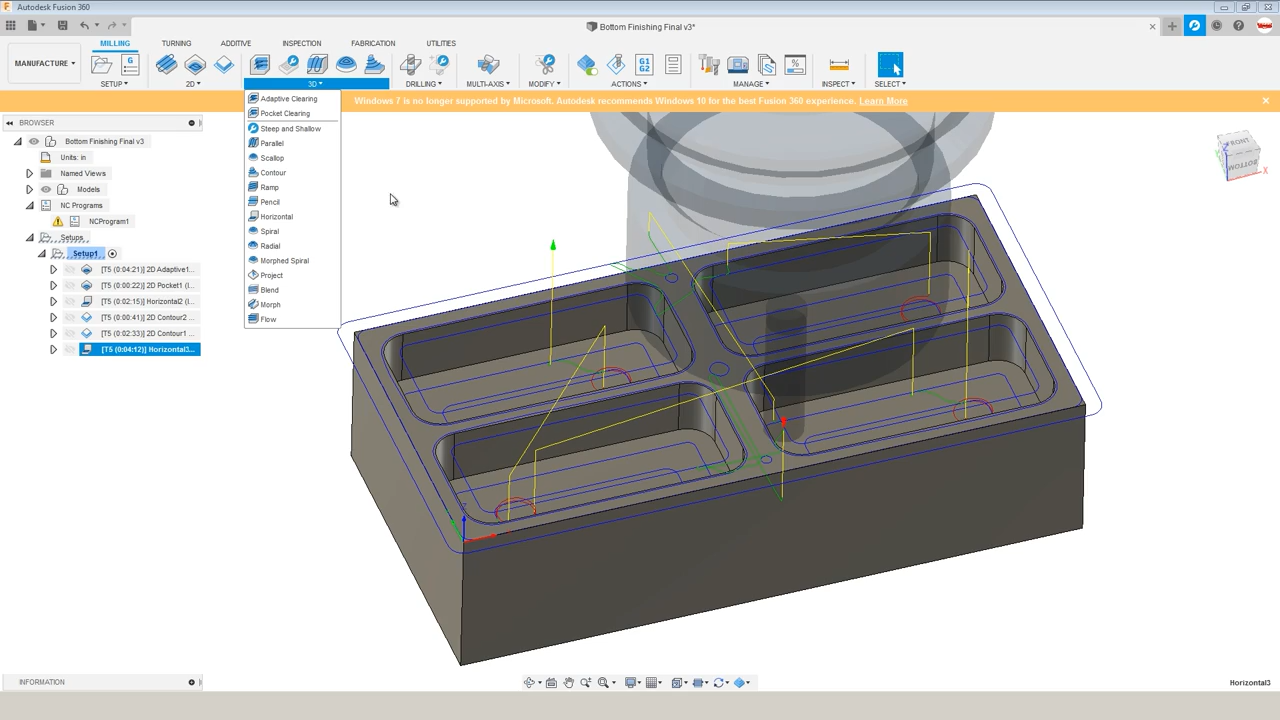 Autodesk Fusion 360
Bottom Finishing Final v3*
MILLING TURNING ADDITIVE INSPECTION FABRICATION UTILITIES
MANUFACTURE
G1
G2
SETUP 2D 3D DRILLING MULTI-AXIS MODIFY ACTIONS MANAGE INSPECT SELECT
Windows 7 is no longer supported by Microsoft. Autodesk recommends Windows 10 for the best Fusion 360 experience. Learn More
BROWSER
Bottom Finishing Final v3
Units: in
Named Views
Models
NC Programs
NCProgram1
Setups
Setup1
[T5 (0:04:21)] 2D Adaptive1...
[T5 (0:00:22)] 2D Pocket1 (I...
[T5 (0:02:15)] Horizontal2 (I...
[T5 (0:00:41)] 2D Contour2 ...
[T5 (0:02:33)] 2D Contour1 ...
[T5 (0:04:12)] Horizontal3...
Adaptive Clearing
Pocket Clearing
Steep and Shallow
Parallel
Scallop
Contour
Ramp
Pencil
Horizontal
Spiral
Radial
Morphed Spiral
Project
Blend
Morph
Flow
FRONT
BOTTOM
X
Z
Z
INFORMATION
Horizontal3